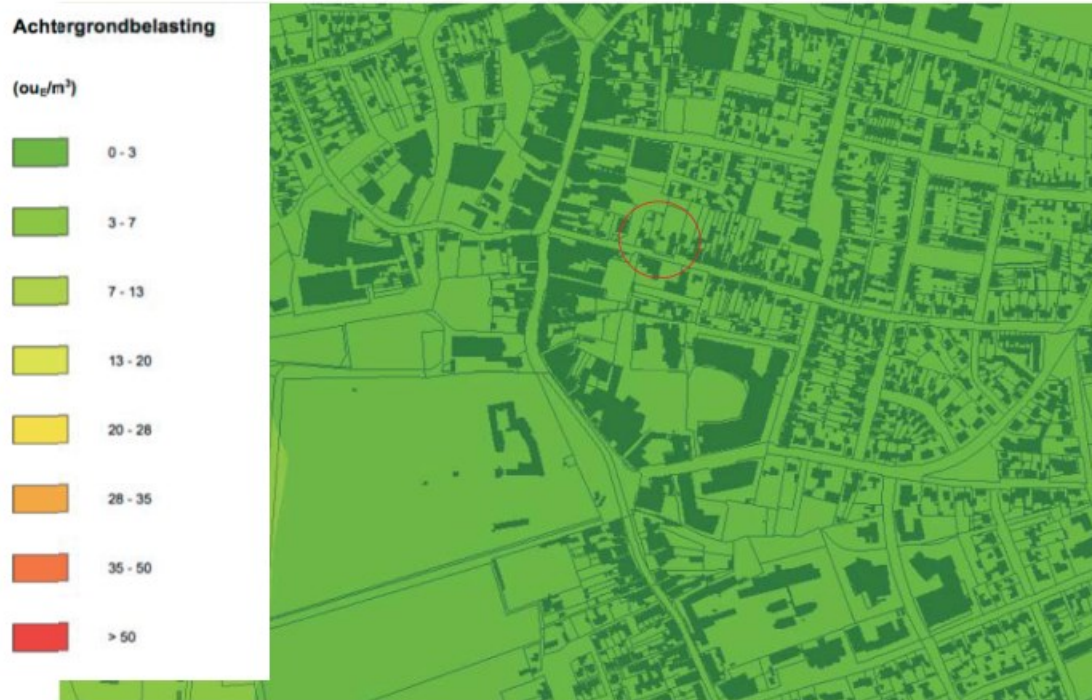 Achtergrondbelasting
(ouE/m³)
0 - 3
3 - 7
7 - 13
13 - 20
20 - 28
28 - 35
35 - 50
> 50